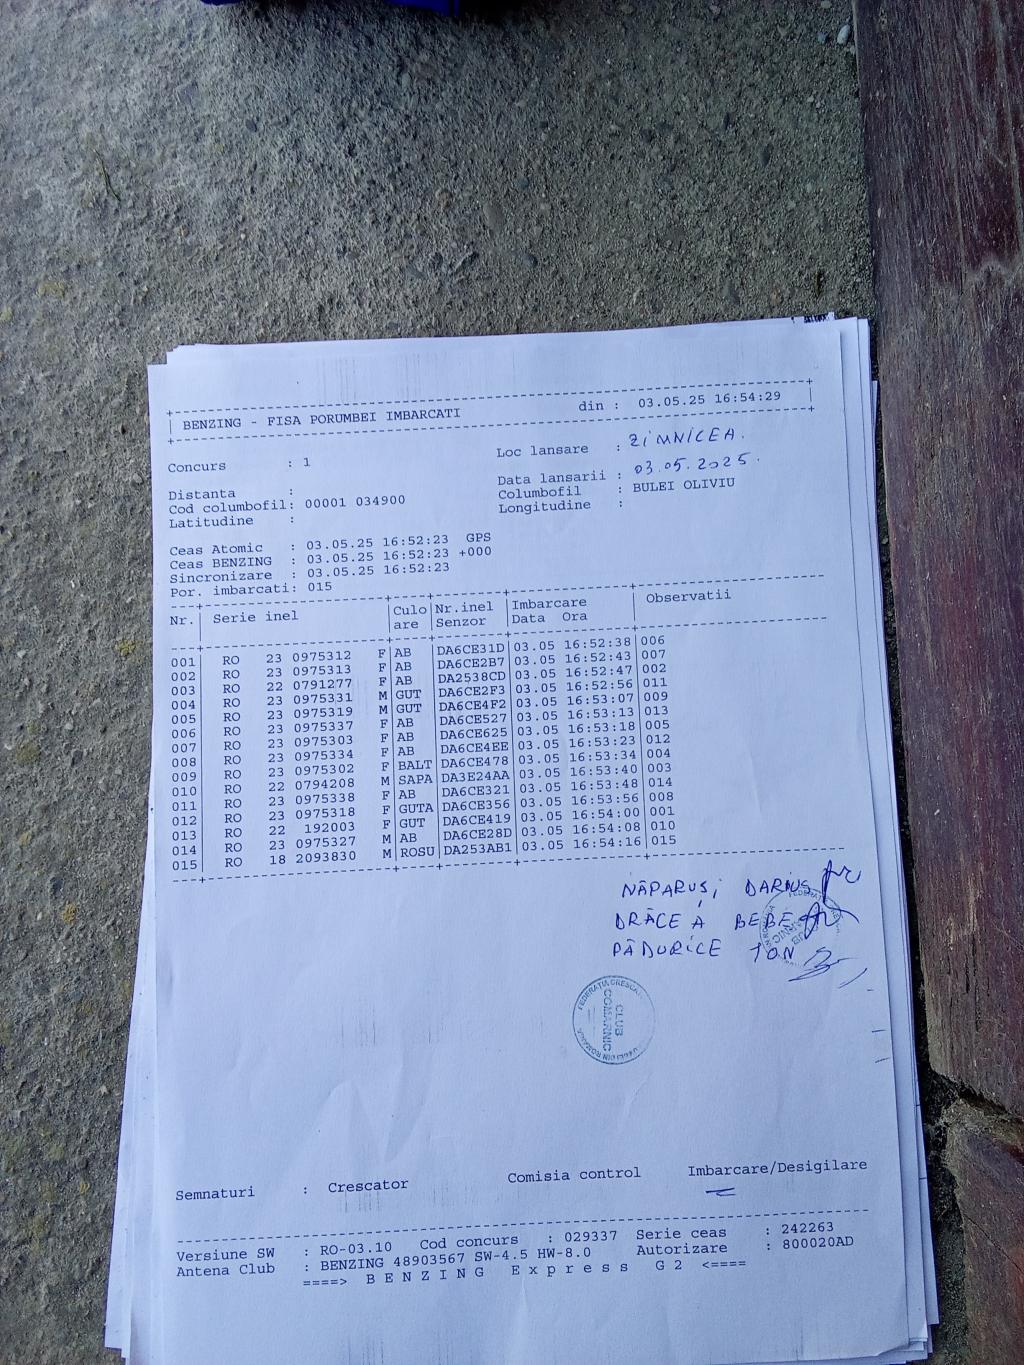 BENZING - FISA PORUMBEI IMBARCATI din : 03.05.25 16:54:29
Concurs : 1 Loc lansare : ZIMNICEA.
Distanta : Data lansarii : 03.05.2025.
Cod columbofil: 00001 034900 Columbofil : BULEI OLIVIU
Latitudine : Longitudine :
Ceas Atomic : 03.05.25 16:52:23 GPS
Ceas BENZING : 03.05.25 16:52:23 +000
Sincronizare : 03.05.25 16:52:23
Por. imbarcati: 015
Nr. Serie inel Culo Nr.inel Imbarcare Observatii
are Senzor Data Ora
001 RO 23 0975312 F AB DA6CE31D 03.05 16:52:38 006
002 RO 23 0975313 F AB DA6CE2B7 03.05 16:52:43 007
003 RO 22 0791277 F AB DA2538CD 03.05 16:52:47 002
004 RO 23 0975331 M GUT DA6CE2F3 03.05 16:52:56 011
005 RO 23 0975319 M GUT DA6CE4F2 03.05 16:53:07 009
006 RO 23 0975337 F AB DA6CE527 03.05 16:53:13 013
007 RO 23 0975303 F AB DA6CE625 03.05 16:53:18 005
008 RO 23 0975334 F AB DA6CE4EE 03.05 16:53:23 012
009 RO 23 0975302 F BALT DA6CE478 03.05 16:53:34 004
010 RO 22 0794208 M SAPA DA3E24AA 03.05 16:53:40 003
011 RO 23 0975338 F AB DA6CE321 03.05 16:53:48 014
012 RO 23 0975318 F GUTA DA6CE356 03.05 16:53:56 008
013 RO 22 192003 F GUT DA6CE419 03.05 16:54:00 001
014 RO 23 0975327 M AB DA6CE28D 03.05 16:54:08 010
015 RO 18 2093830 M ROSU DA253AB1 03.05 16:54:16 015
NĂPARUȘI DARIUS
DRĂCEA BEBE
PĂDURICE ION
CLUB
COMARNIC
Semnaturi : Crescator Comisia control Imbarcare/Desigilare
Versiune SW : RO-03.10 Cod concurs : 029337 Serie ceas : 242263
Antena Club : BENZING 48903567 SW-4.5 HW-8.0 Autorizare : 800020AD
====> B E N Z I N G E x p r e s s G 2 <====